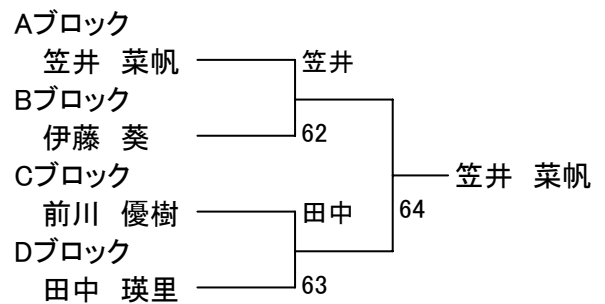 Aブロック
笠井　菜帆
笠井
Bブロック
62
伊藤　葵
Cブロック
笠井　菜帆
前川　優樹
田中
64
Dブロック
63
田中　瑛里